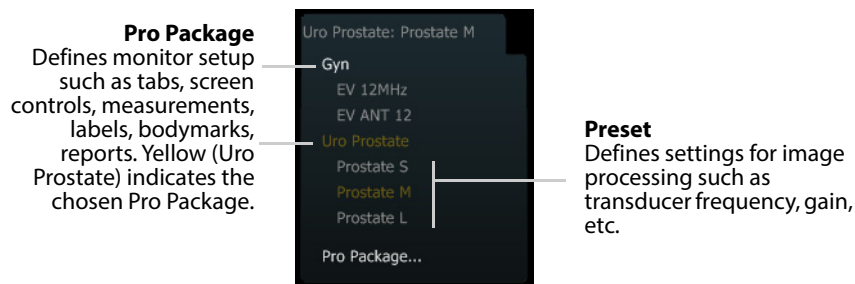 Pro Package
Defines monitor setup
such as tabs, screen
controls, measurements,
labels, bodymarks,
reports. Yellow (Uro
Prostate) indicates the
chosen Pro Package.
Uro Prostate: Prostate M
Gyn
EV 12MHz
EV ANT 12
Uro Prostate
Prostate S
Prostate M
Prostate L
Pro Package...
Preset
Defines settings for image
processing such as
transducer frequency, gain,
etc.